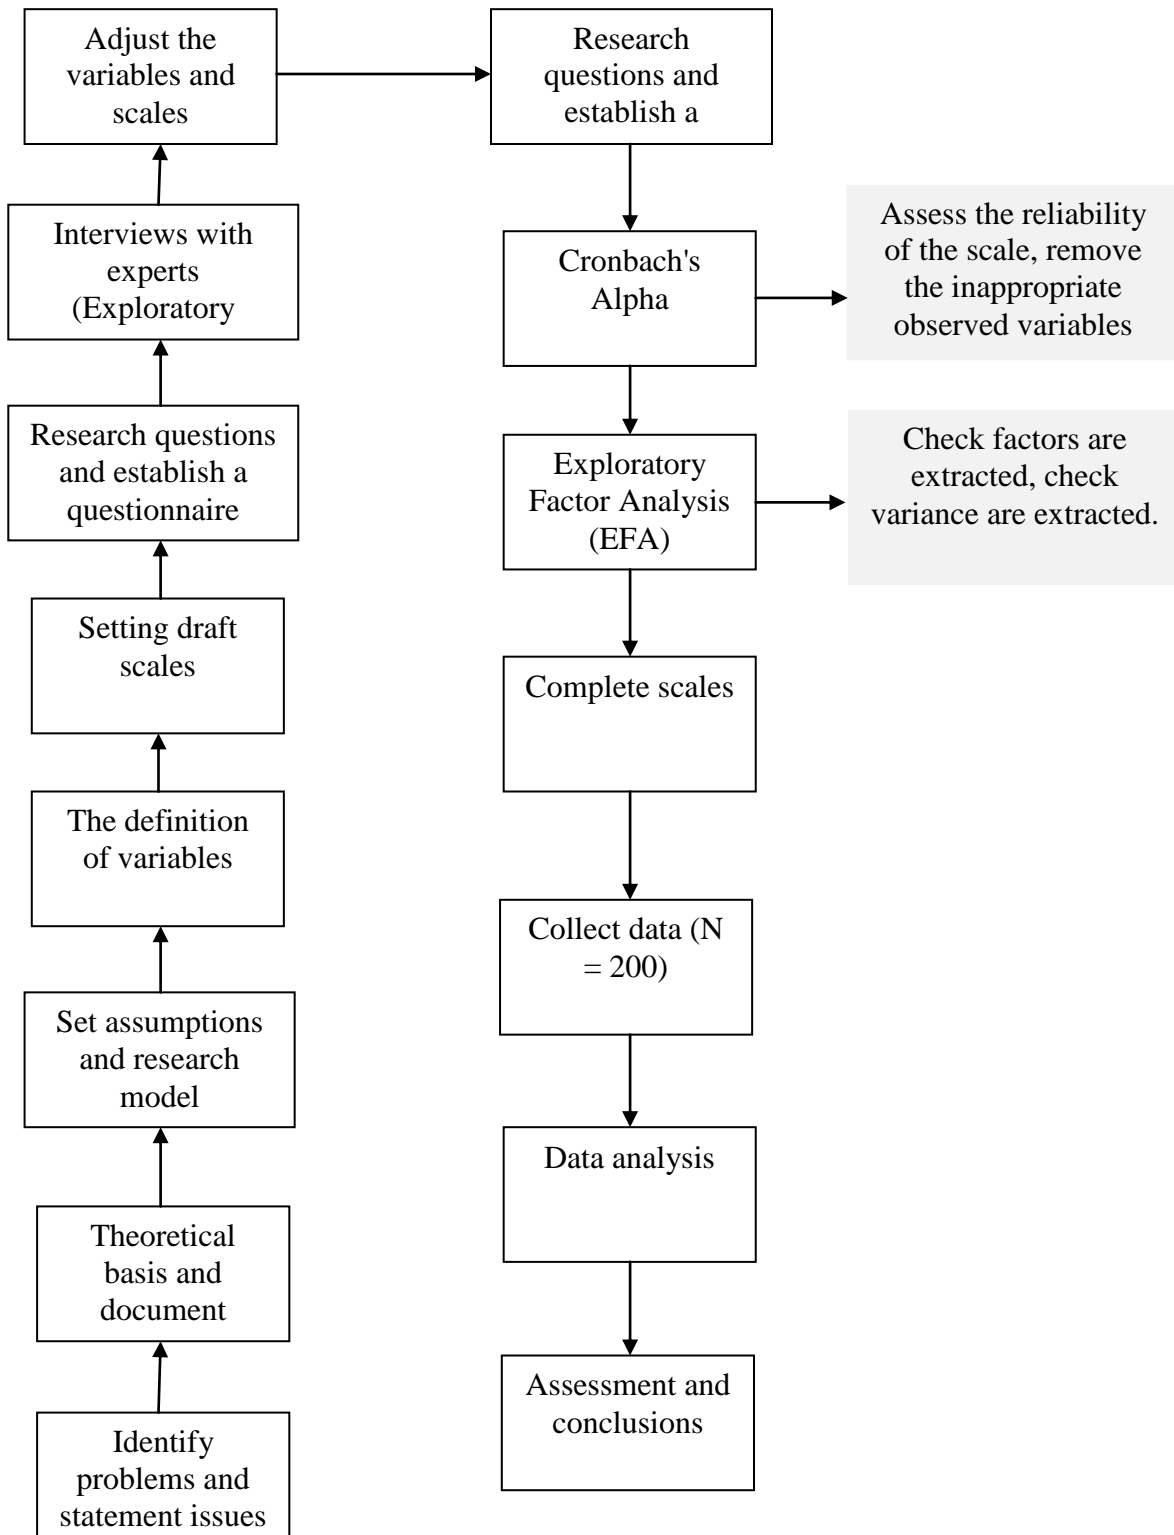 Adjust the
variables and
scales
Research
questions and
establish a
Interviews with
experts
(Exploratory
Cronbach's
Alpha
Assess the reliability
of the scale, remove
the inappropriate
observed variables
Research questions
and establish a
questionnaire
Exploratory
Factor Analysis
(EFA)
Check factors are
extracted, check
variance are extracted.
Setting draft
scales
Complete scales
The definition
of variables
Collect data (N
= 200)
Set assumptions
and research
model
Data analysis
Theoretical
basis and
document
Assessment and
conclusions
Identify
problems and
statement issues